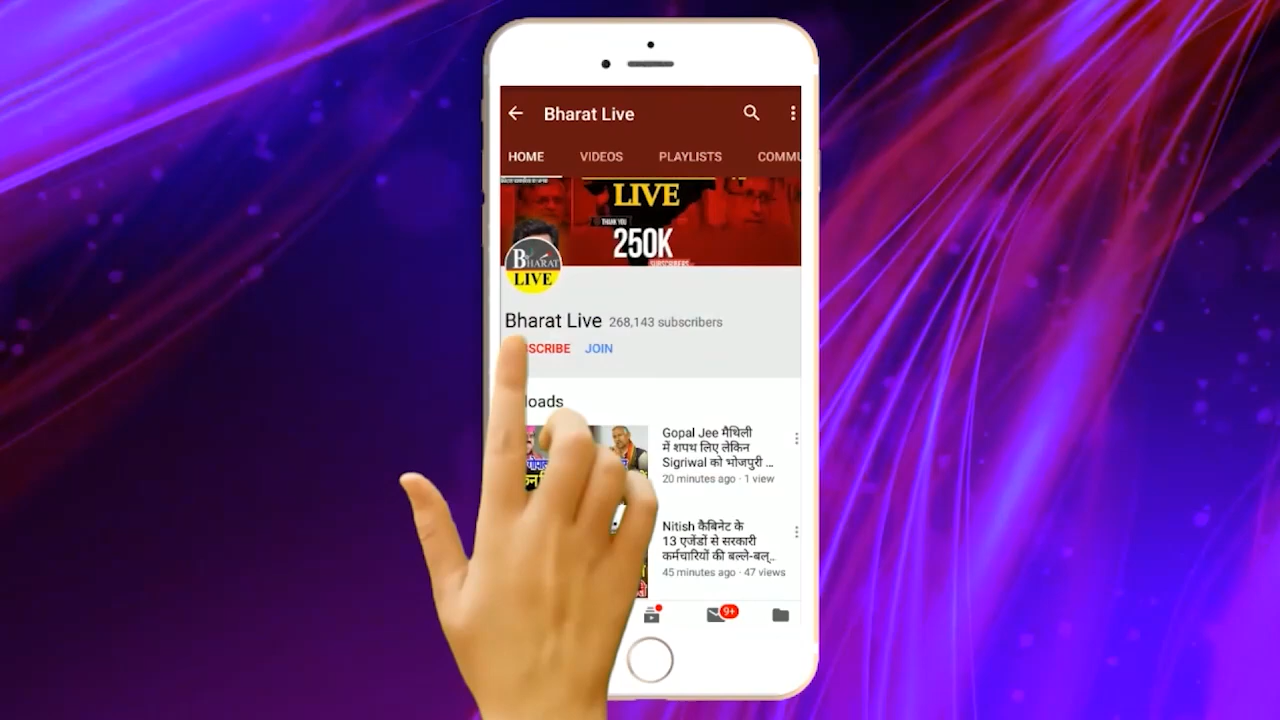 Bharat Live
HOME VIDEOS PLAYLISTS COMMU
LIVE
THANK YOU
250K
SUBSCRIBERS
BHARAT
LIVE
Bharat Live 268,143 subscribers
SCRIBE JOIN
loads
Gopal Jee मैथिली
में शपथ लिए लेकिन
Sigriwal को भोजपुरी ...
20 minutes ago · 1 view
Nitish कैबिनेट के
13 एजेंडों से सरकारी
कर्मचारियों की बल्ले-बल्..
45 minutes ago · 47 views
9+